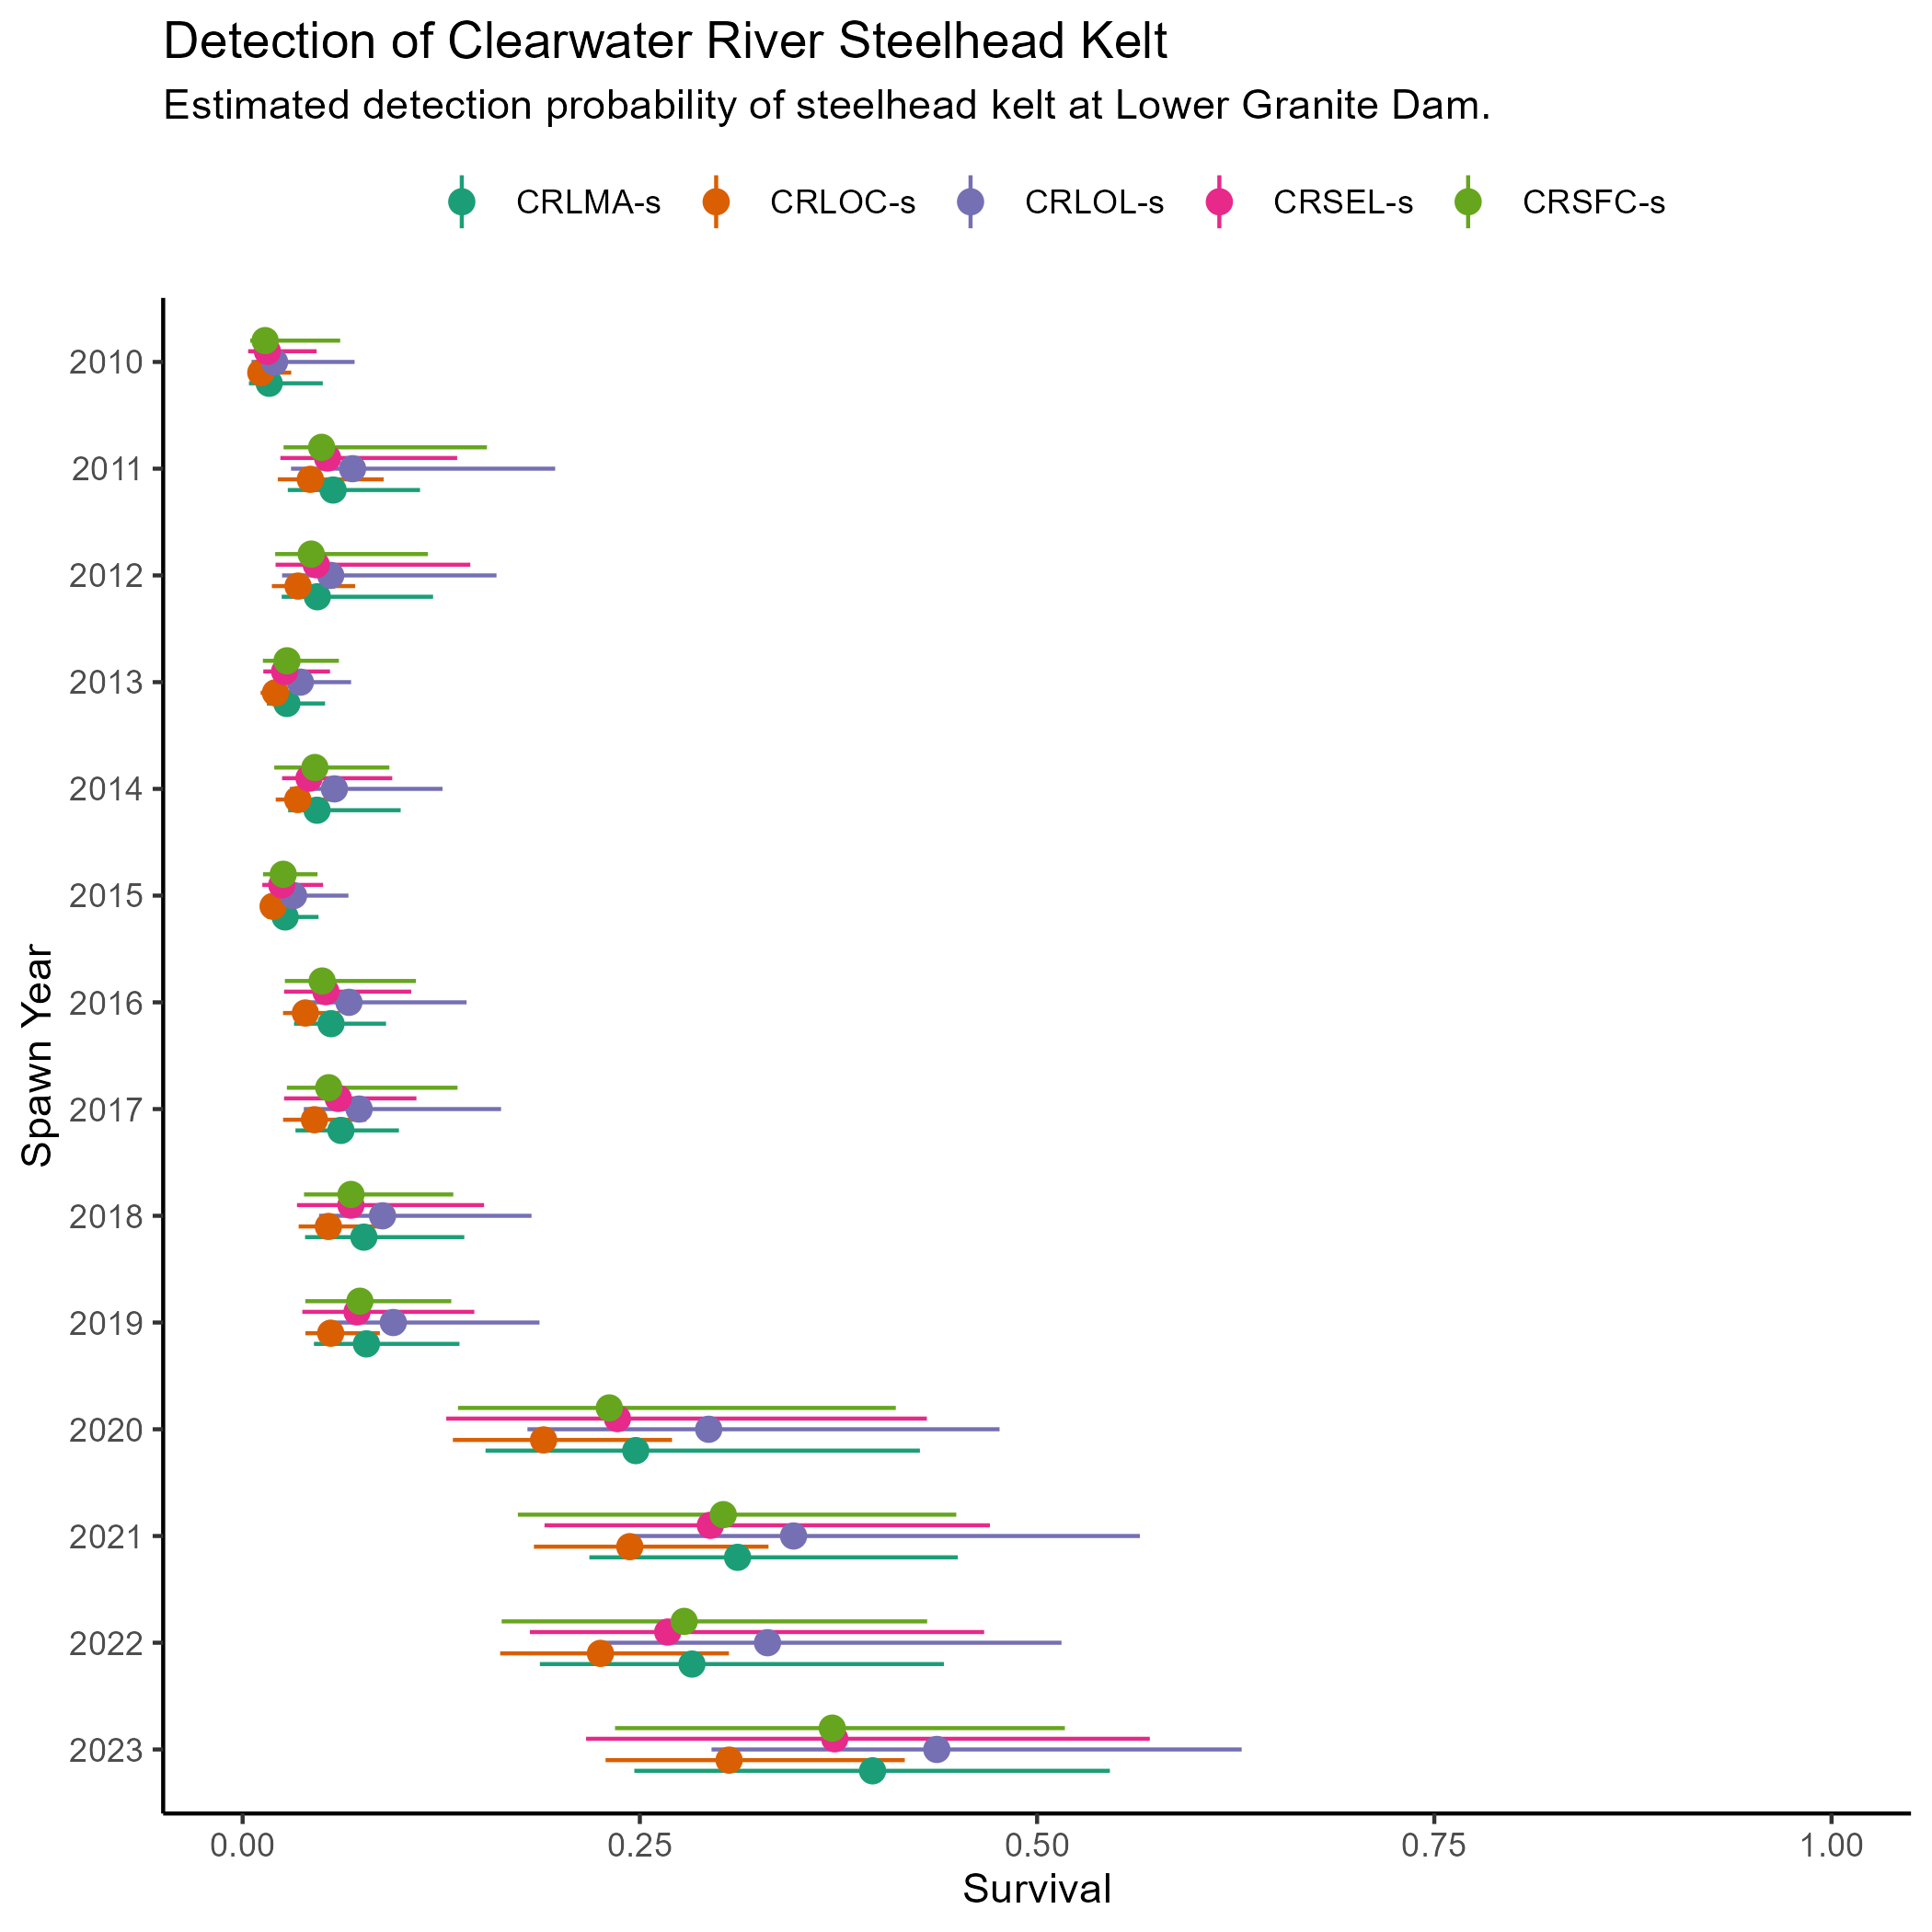 Detection of Clearwater River Steelhead Kelt
Estimated detection probability of steelhead kelt at Lower Granite Dam.
CRLMA-s CRLOC-s CRLOL-s CRSEL-s CRSFC-s
Spawn Year
2010
2011
2012
2013
2014
2015
2016
2017
2018
2019
2020
2021
2022
2023
0.00 0.25 0.50 0.75 1.00
Survival